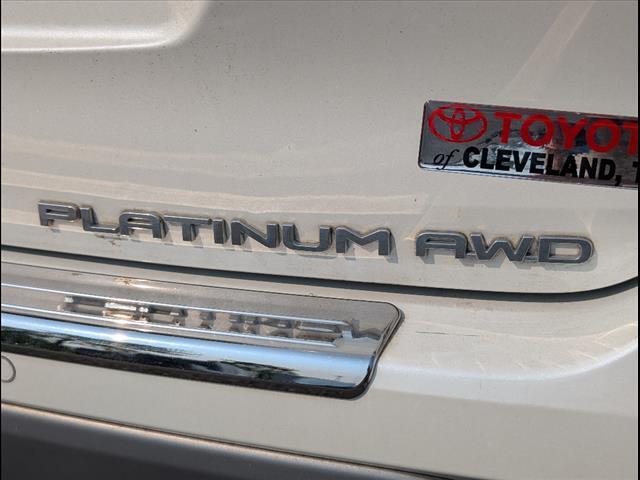 TOYOT
of CLEVELAND, T
PLATINUM AWD